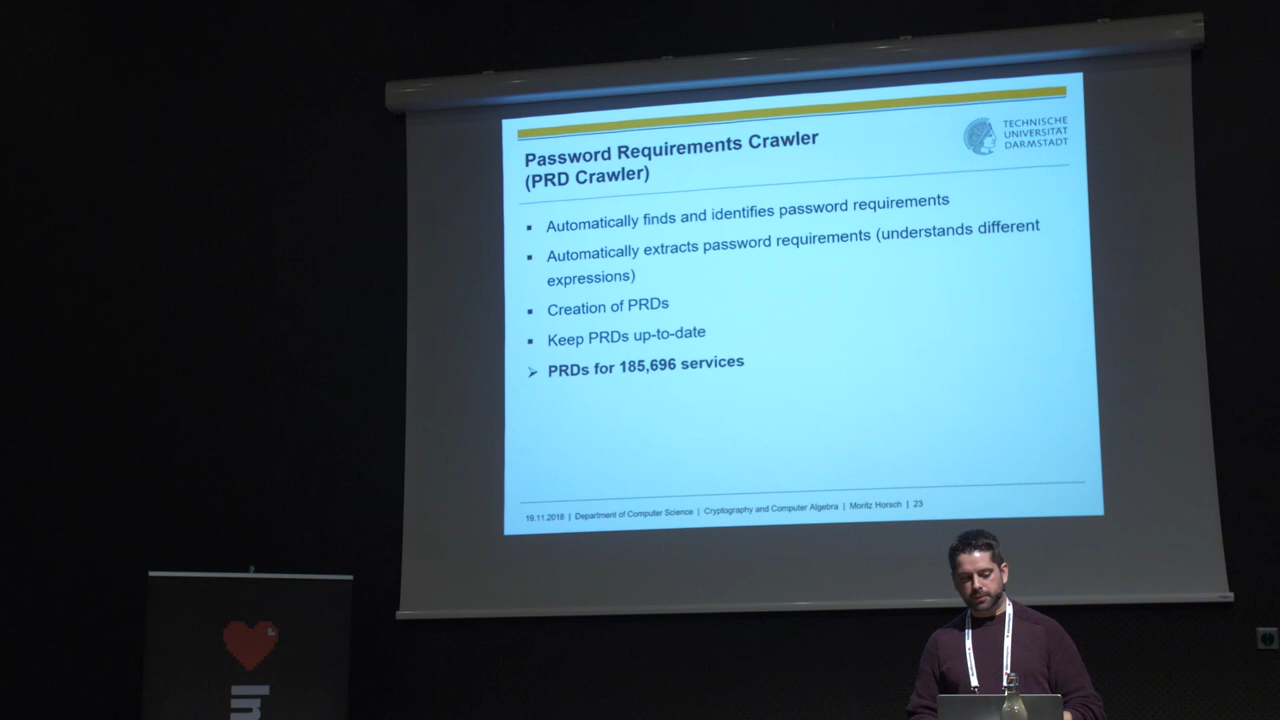 Password Requirements Crawler
(PRD Crawler)
TECHNISCHE
UNIVERSITÄT
DARMSTADT
Automatically finds and identifies password requirements
Automatically extracts password requirements (understands different
expressions)
Creation of PRDs
Keep PRDs up-to-date
PRDs for 185,696 services
19.11.2018 | Department of Computer Science | Cryptography and Computer Algebra | Moritz Horsch | 23
In